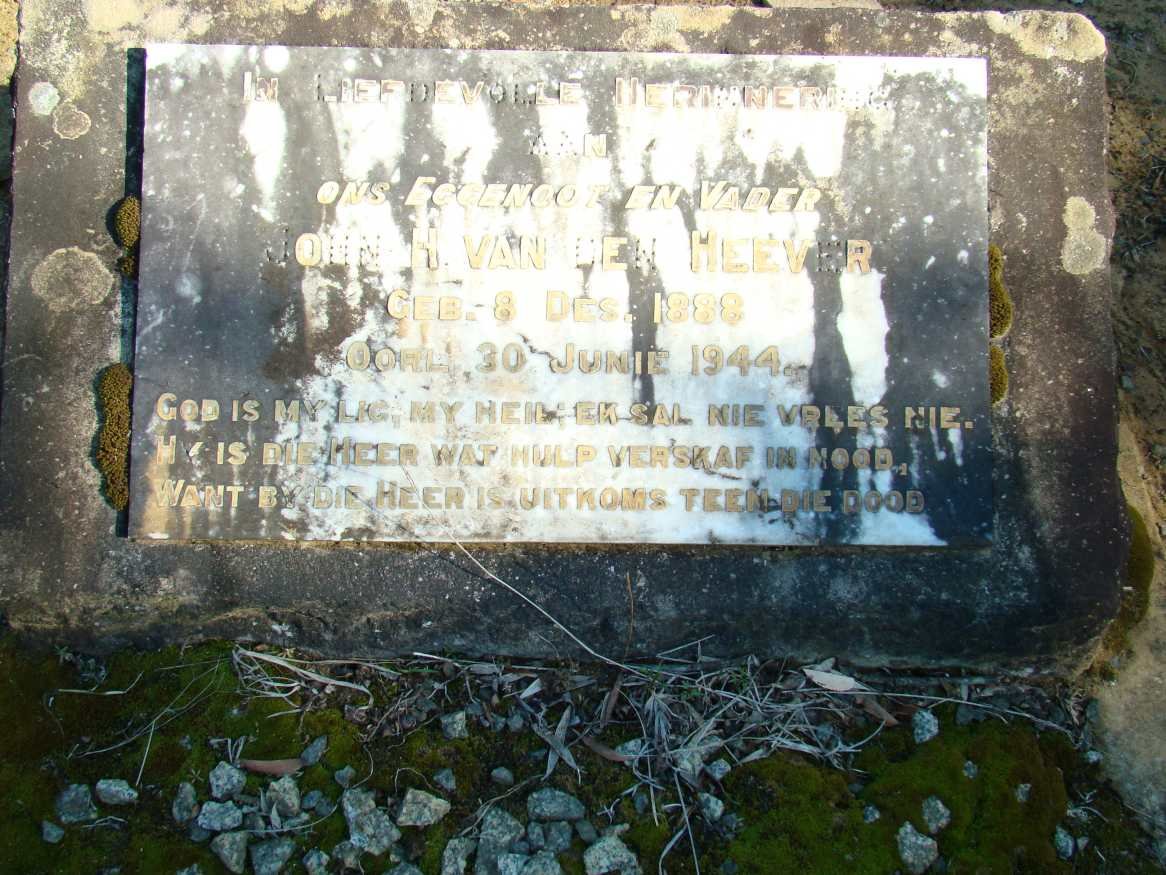 IN LIEFDEVOLLE HERINNERING
AAN
ONS EGGENOOT EN VADER
JOHN H. VAN DEN HEEVER
GEB. 8 DES. 1888
OORL. 30 JUNIE 1944.
GOD IS MY LIG, MY HEIL; EK SAL NIE VREES NIE.
HY IS DIE HEER WAT HULP VERSKAF IN NOOD,
WANT BY DIE HEER IS UITKOMS TEEN DIE DOOD